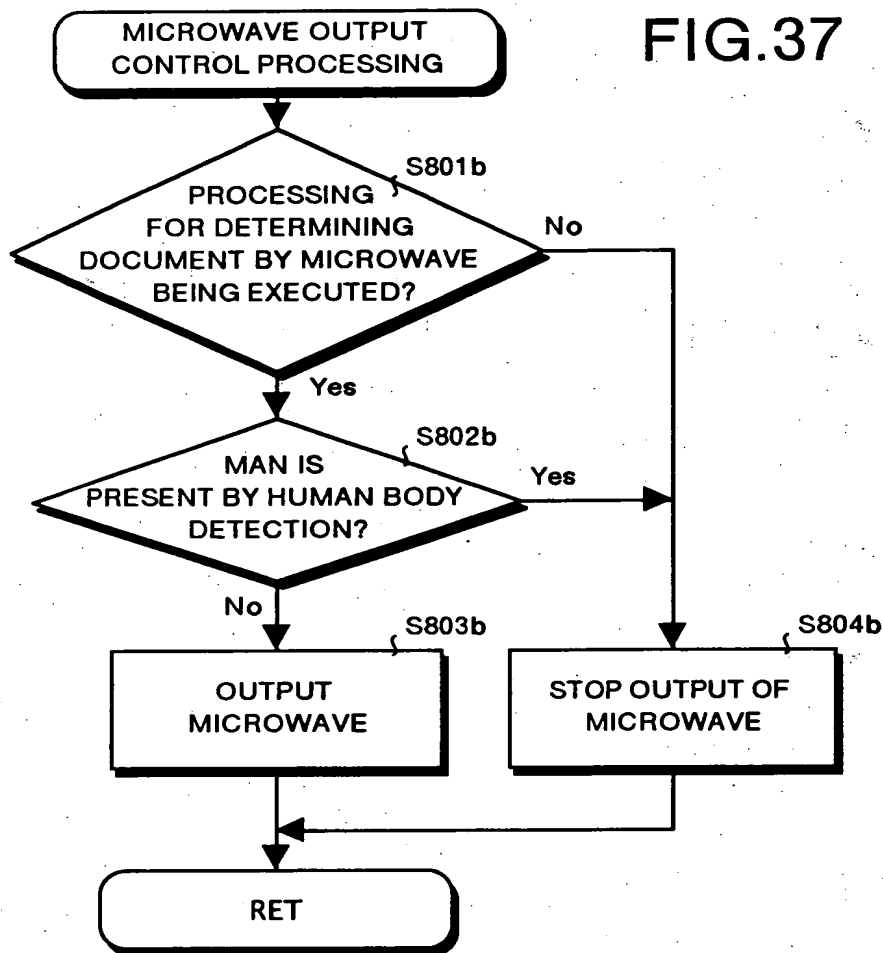 FIG.37
MICROWAVE OUTPUT
CONTROL PROCESSING
S801b
PROCESSING
FOR DETERMINING
DOCUMENT BY MICROWAVE
BEING EXECUTED?
No
Yes
S802b
MAN IS
PRESENT BY HUMAN BODY
DETECTION?
Yes
No
S803b
OUTPUT
MICROWAVE
S804b
STOP OUTPUT OF
MICROWAVE
RET